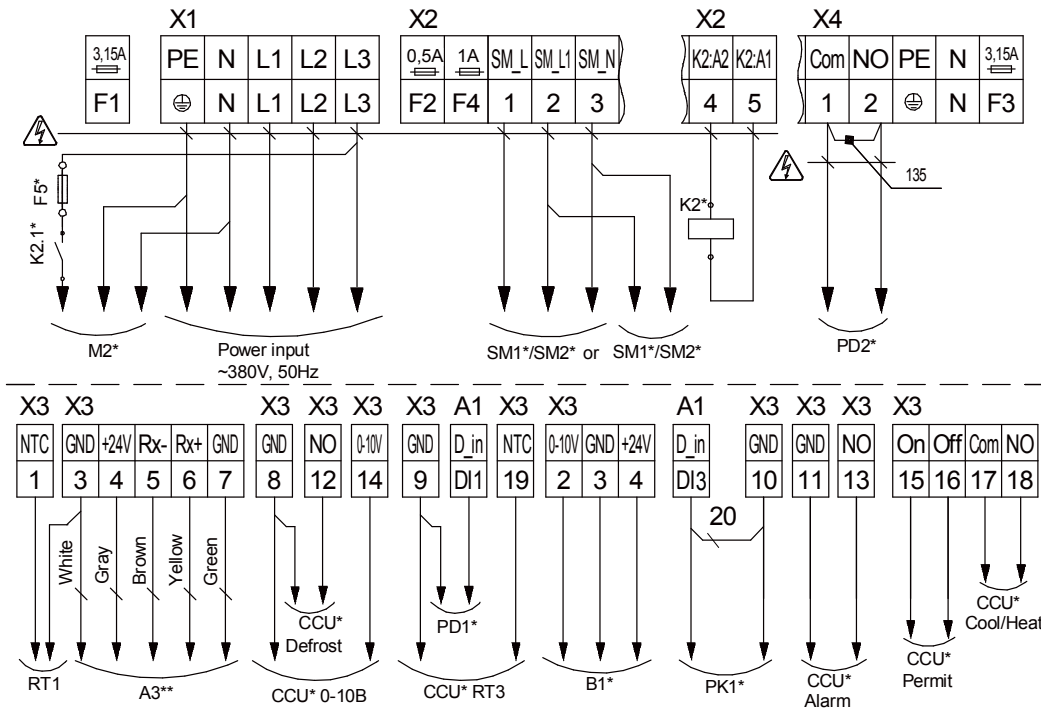 X1 X2 X2 X4
3,15A PE N L1 L2 L3 0,5A 1A SM_L SM_L1 SM_N K2:A2 K2:A1 Com NO PE N 3,15A
F1 N L1 L2 L3 F2 F4 1 2 3 4 5 1 2 N F3
135
F5*
K2.1*
K2*
M2*
Power input
~380V, 50Hz
SM1*/SM2* or SM1*/SM2*
PD2*
X3 X3 X3 X3 X3 X3 A1 X3 X3 A1 X3 X3 X3 X3
NTC GND +24V Rx- Rx+ GND GND NO 0-10V GND D_in NTC 0-10V GND +24V D_in GND GND NO On Off Com NO
1 3 4 5 6 7 8 12 14 9 DI1 19 2 3 4 DI3 10 11 13 15 16 17 18
20
White
Gray
Brown
Yellow
Green
CCU*
Defrost
PD1*
CCU*
Cool/Heat
RT1
A3**
CCU* 0-10B
CCU* RT3
B1*
PK1*
CCU*
Alarm
CCU*
Permit